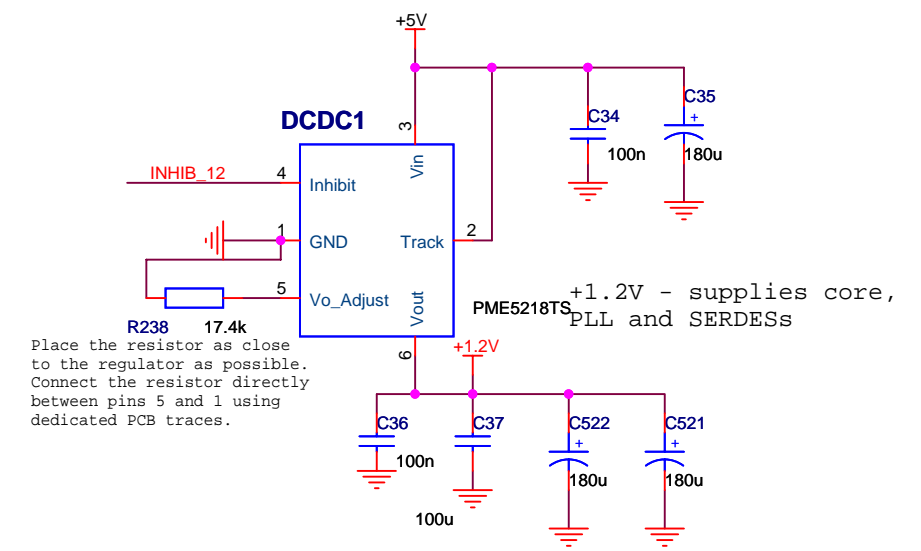 +5V
C35
+
180u
C34
100n
DCDC1
3
Vin
INHIB_12
4
Inhibit
1
GND
Track
2
5
Vo_Adjust
Vout
6
PME5218TS
R238
17.4k
+1.2V - supplies core,
PLL and SERDESs
Place the resistor as close
to the regulator as possible.
Connect the resistor directly
between pins 5 and 1 using
dedicated PCB traces.
+1.2V
C36
100n
C37
100u
C522
+
180u
C521
+
180u